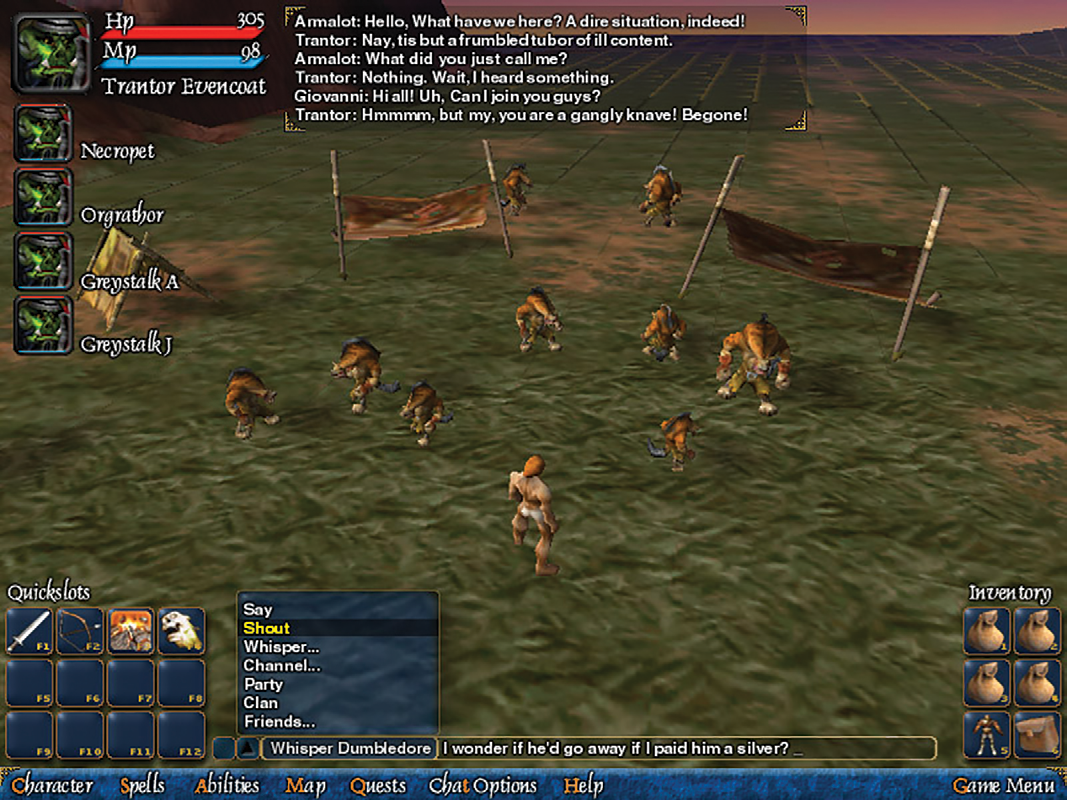 Hp 305
Mp 98
Trantor Evencoat
Necropet
Orgrathor
Greystalk A
Greystalk J
Armalot: Hello, What have we here? A dire situation, indeed!
Trantor: Nay, tis but a frumbled tubor of ill content.
Armalot: What did you just call me?
Trantor: Nothing. Wait, I heard something.
Giovanni: Hi all! Uh, Can I join you guys?
Trantor: Hmmmm, but my, you are a gangly knave! Begone!
Quickslots
F1 F2 F3 F4
F5 F6 F7 F8
F9 F10 F11 F12
Say
Shout
Whisper...
Channel...
Party
Clan
Friends...
Whisper Dumbledore I wonder if he'd go away if I paid him a silver? _
Inventory
1 2
3 4
5 6
Character Spells Abilities Map Quests Chat Options Help Game Menu